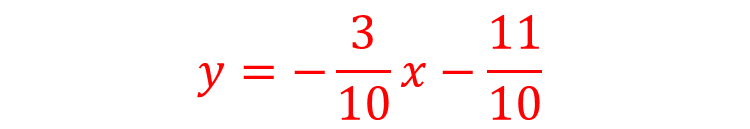 y = −3/10 x − 11/10